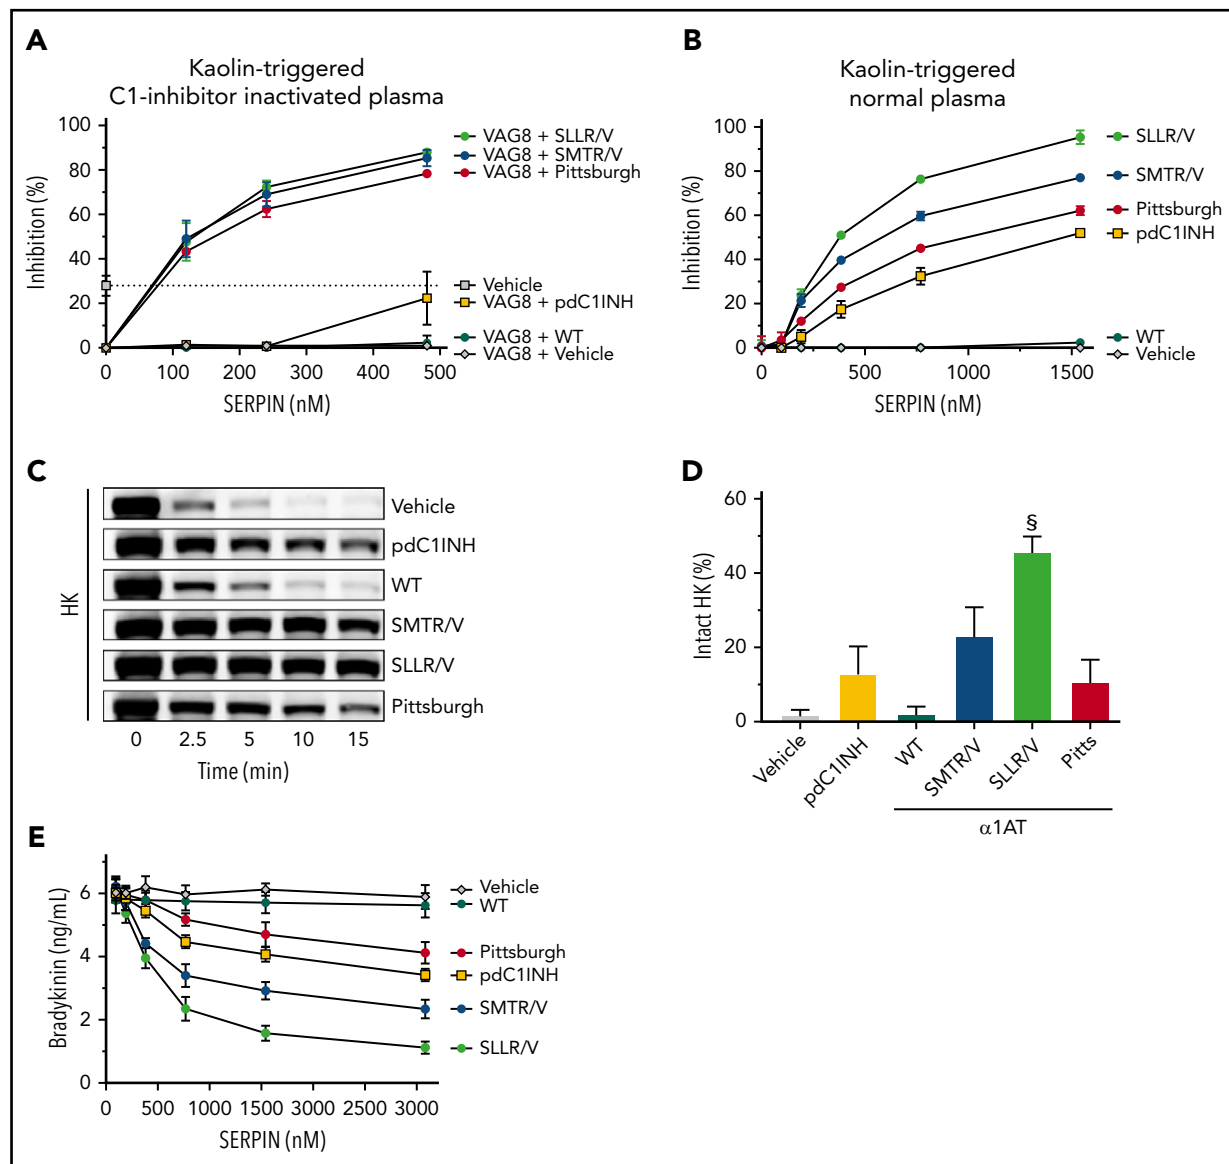 A
Kaolin-triggered
C1-inhibitor inactivated plasma
Inhibition (%)
100
80
60
40
20
0
0 100 200 300 400 500
SERPIN (nM)
VAG8 + SLLR/V
VAG8 + SMTR/V
VAG8 + Pittsburgh
Vehicle
VAG8 + pdC1INH
VAG8 + WT
VAG8 + Vehicle
B
Kaolin-triggered
normal plasma
Inhibition (%)
100
80
60
40
20
0
0 500 1000 1500
SERPIN (nM)
SLLR/V
SMTR/V
Pittsburgh
pdC1INH
WT
Vehicle
C
HK
Vehicle
pdC1INH
WT
SMTR/V
SLLR/V
Pittsburgh
0 2.5 5 10 15
Time (min)
D
Intact HK (%)
60
40
20
0
§
Vehicle
pdC1INH
WT
SMTR/V
SLLR/V
Pitts
α1AT
E
Bradykinin (ng/mL)
6
4
2
0
0 500 1000 1500 2000 2500 3000
SERPIN (nM)
Vehicle
WT
Pittsburgh
pdC1INH
SMTR/V
SLLR/V